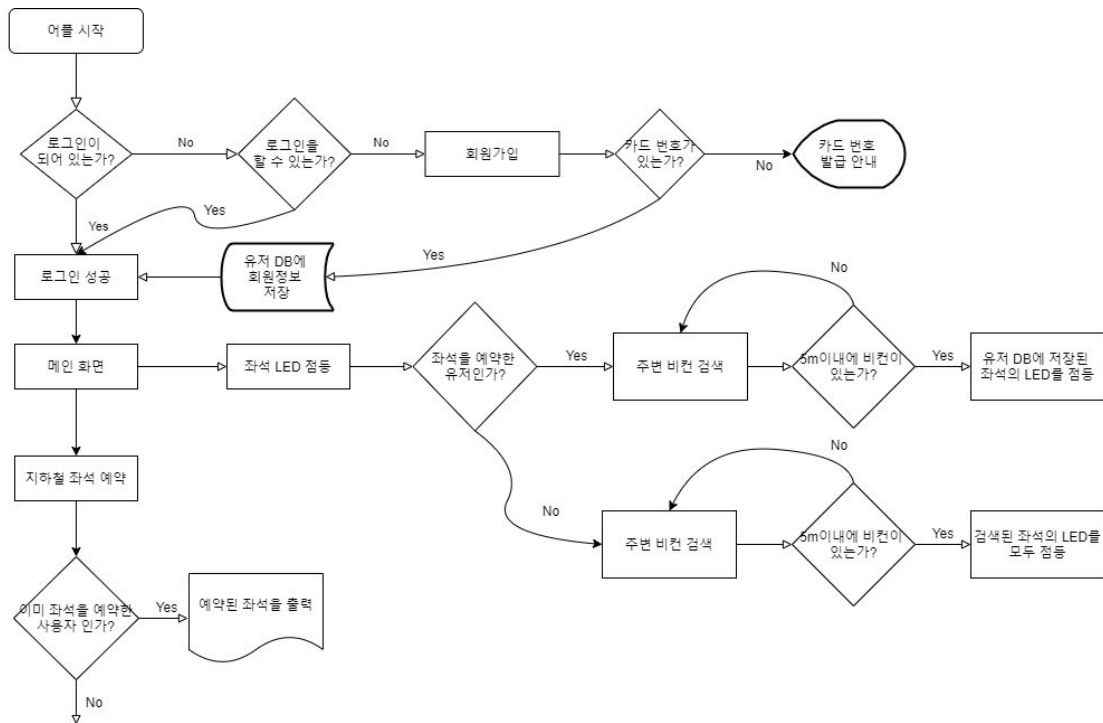 어플 시작
로그인이
되어 있는가?
No
로그인을
할 수 있는가?
No
회원가입
카드 번호가
있는가?
No
카드 번호
발급 안내
Yes
Yes
Yes
로그인 성공
유저 DB에
회원정보
저장
메인 화면
좌석 LED 점등
좌석을 예약한
유저인가?
Yes
주변 비컨 검색
No
5m이내에 비컨이
있는가?
Yes
유저 DB에 저장된
좌석의 LED를 점등
지하철 좌석 예약
No
주변 비컨 검색
No
5m이내에 비컨이
있는가?
Yes
검색된 좌석의 LED를
모두 점등
이미 좌석을 예약한
사용자 인가?
Yes
예약된 좌석을 출력
No